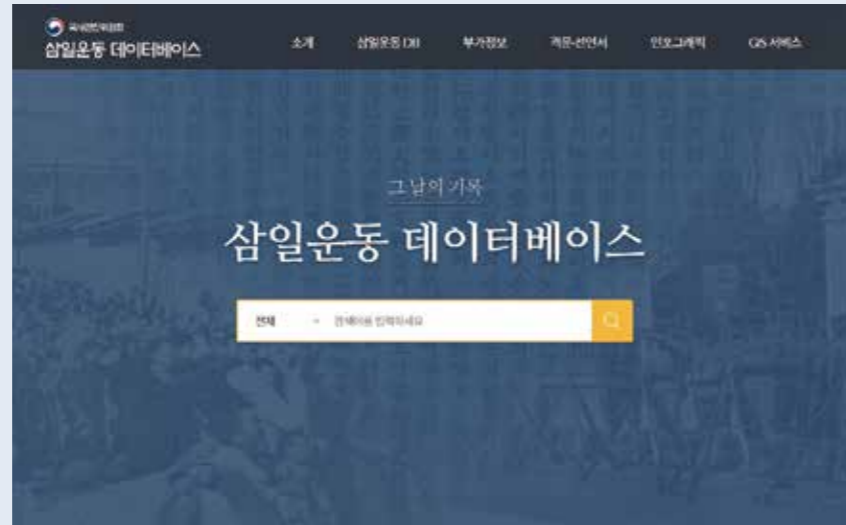 국사편찬위원회
삼일운동 데이터베이스
소개 삼일운동 DB 부가정보 격문·선언서 인포그래픽 GIS 서비스
그날의 기록
삼일운동 데이터베이스
전체 검색어를 입력하세요